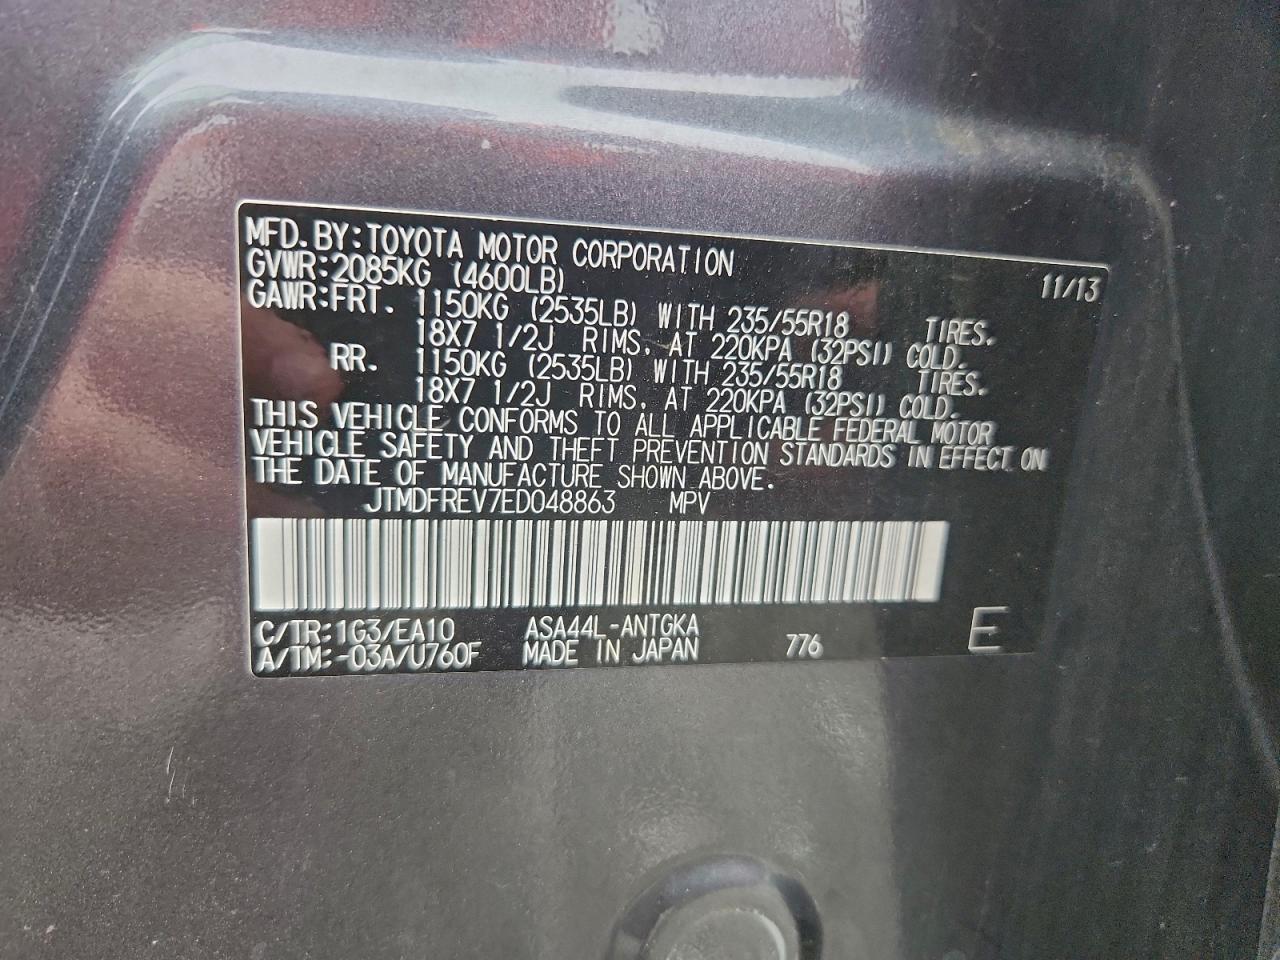 MFD.BY:TOYOTA MOTOR CORPORATION 11/13
GVWR:2085KG (4600LB)
GAWR:FRT. 1150KG (2535LB) WITH 235/55R18 TIRES.
18X7 1/2J RIMS, AT 220KPA (32PSI) COLD.
RR. 1150KG (2535LB) WITH 235/55R18 TIRES.
18X7 1/2J RIMS, AT 220KPA (32PSI) COLD.
THIS VEHICLE CONFORMS TO ALL APPLICABLE FEDERAL MOTOR
VEHICLE SAFETY AND THEFT PREVENTION STANDARDS IN EFFECT ON
THE DATE OF MANUFACTURE SHOWN ABOVE.
JTMDFREV7ED048863 MPV
C/TR:1G3/EA10 ASA44L-ANTGKA
A/TM:-03A/U760F MADE IN JAPAN 776 E